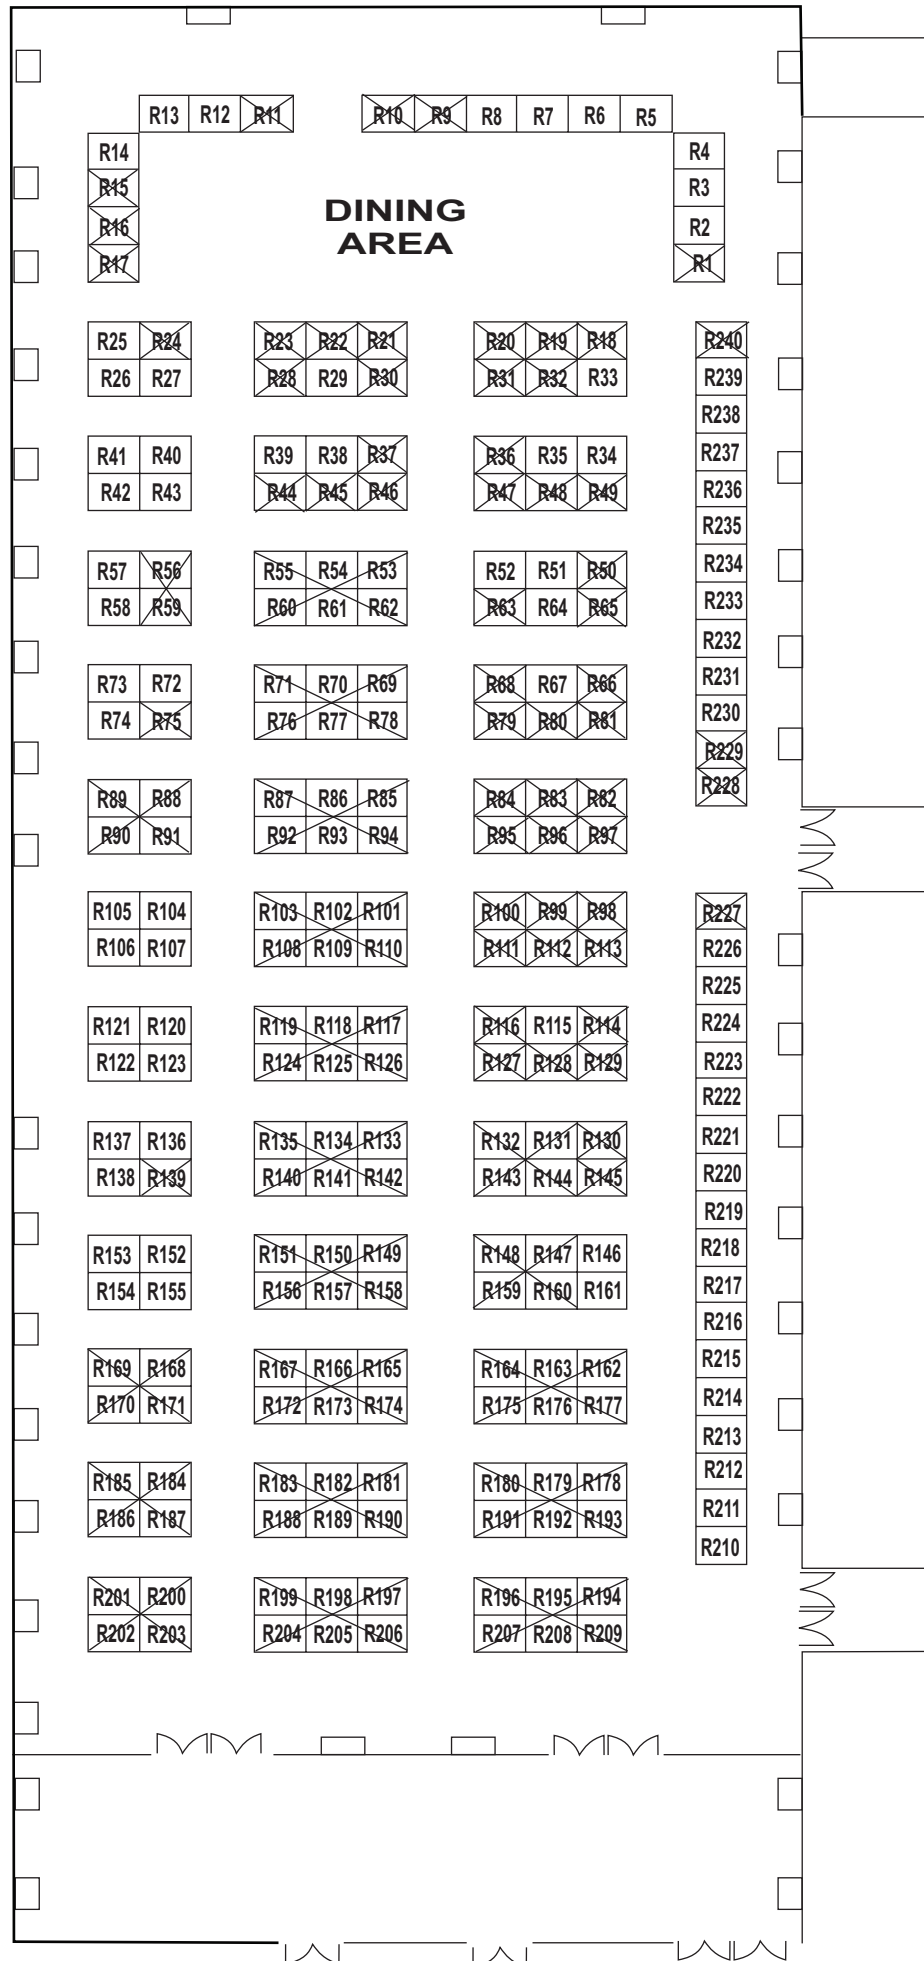 R13 R12 R11 R10 R9 R8 R7 R6 R5
R14 R4
R15 R3
R16 R2
R17 R1
DINING
AREA
R25 R24 R23 R22 R21 R20 R19 R18 R240
R26 R27 R28 R29 R30 R31 R32 R33 R239
R238
R41 R40 R39 R38 R37 R36 R35 R34 R237
R42 R43 R44 R45 R46 R47 R48 R49 R236
R235
R57 R56 R55 R54 R53 R52 R51 R50 R234
R58 R59 R60 R61 R62 R63 R64 R65 R233
R232
R73 R72 R71 R70 R69 R68 R67 R66 R231
R74 R75 R76 R77 R78 R79 R80 R81 R230
R229
R89 R88 R87 R86 R85 R84 R83 R82 R228
R90 R91 R92 R93 R94 R95 R96 R97
R105 R104 R103 R102 R101 R100 R99 R98 R227
R106 R107 R108 R109 R110 R111 R112 R113 R226
R225
R121 R120 R119 R118 R117 R116 R115 R114 R224
R122 R123 R124 R125 R126 R127 R128 R129 R223
R222
R137 R136 R135 R134 R133 R132 R131 R130 R221
R138 R139 R140 R141 R142 R143 R144 R145 R220
R219
R153 R152 R151 R150 R149 R148 R147 R146 R218
R154 R155 R156 R157 R158 R159 R160 R161 R217
R216
R169 R168 R167 R166 R165 R164 R163 R162 R215
R170 R171 R172 R173 R174 R175 R176 R177 R214
R213
R185 R184 R183 R182 R181 R180 R179 R178 R212
R186 R187 R188 R189 R190 R191 R192 R193 R211
R210
R201 R200 R199 R198 R197 R196 R195 R194
R202 R203 R204 R205 R206 R207 R208 R209